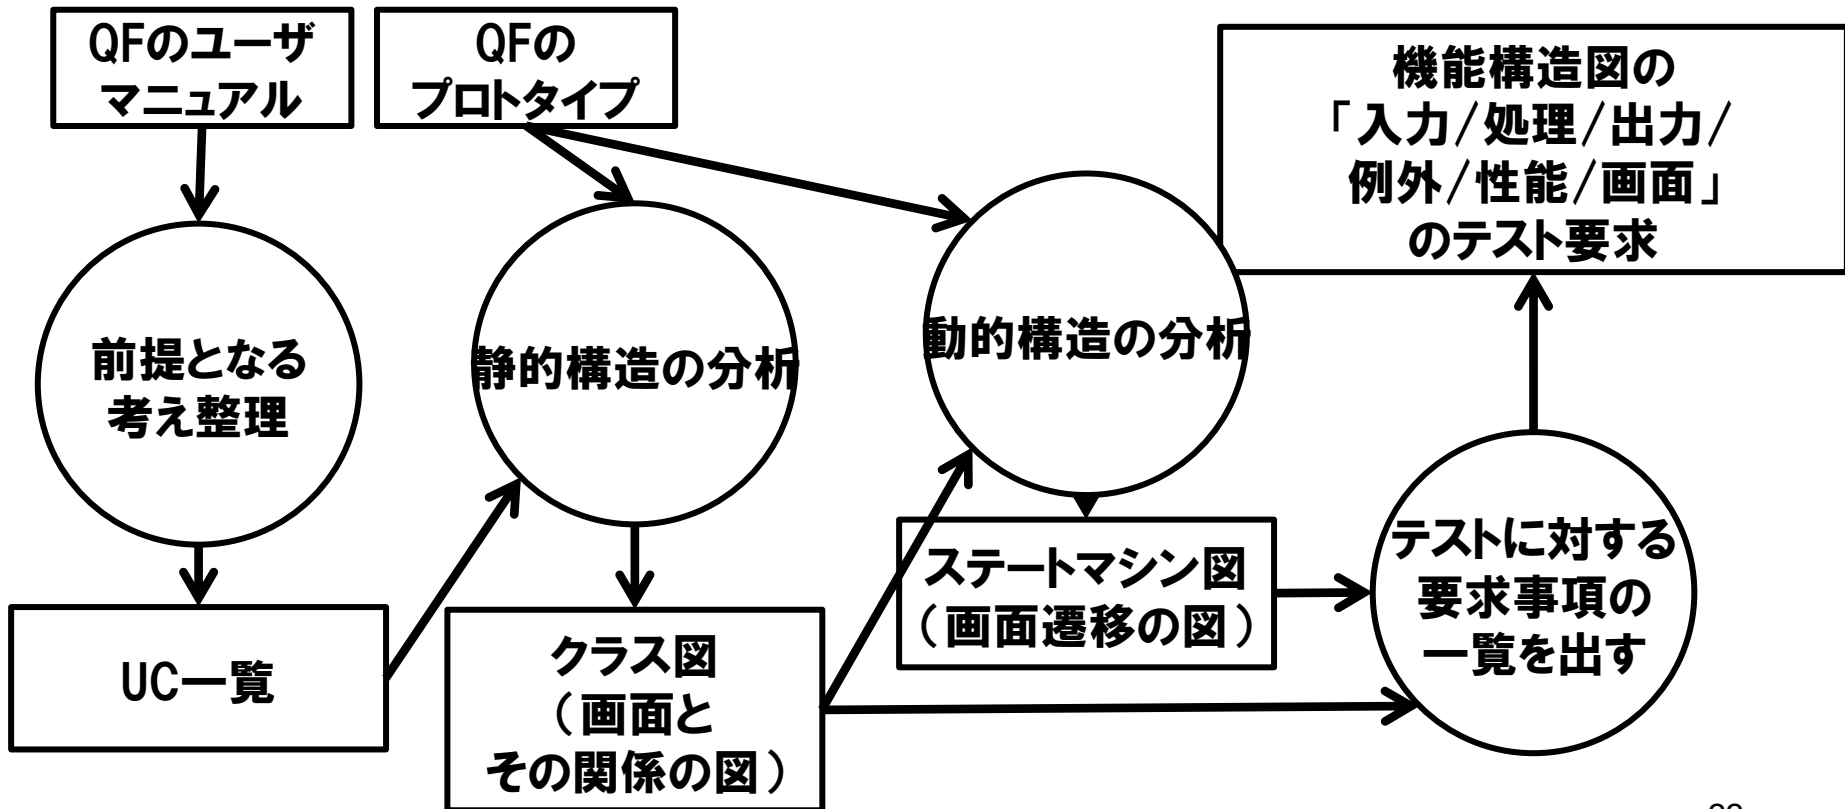 QFのユーザ
マニュアル
QFの
プロトタイプ
機能構造図の
「入力/処理/出力/
例外/性能/画面」
のテスト要求
前提となる
考え整理
静的構造の分析
動的構造の分析
UC一覧
クラス図
（画面と
その関係の図）
ステートマシン図
（画面遷移の図）
テストに対する
要求事項の
一覧を出す